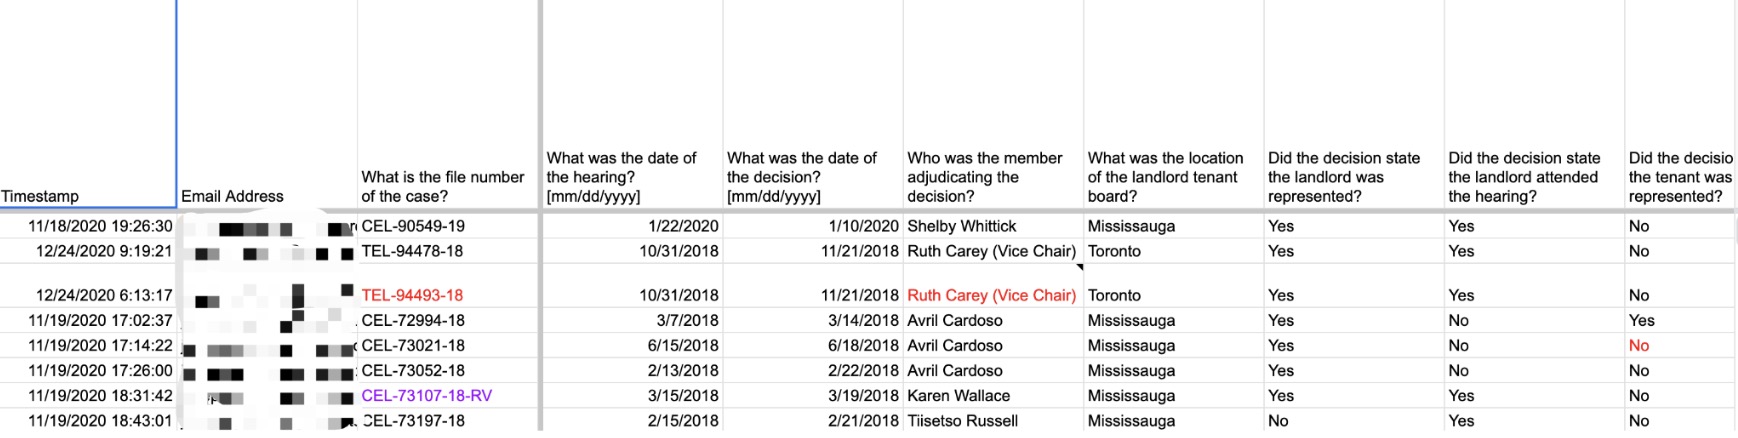 Timestamp
Email Address
What is the file number
of the case?
What was the date of
the hearing?
[mm/dd/yyyy]
What was the date of
the decision?
[mm/dd/yyyy]
Who was the member
adjudicating the
decision?
What was the location
of the landlord tenant
board?
Did the decision state
the landlord was
represented?
Did the decision state
the landlord attended
the hearing?
Did the decisio
the tenant was
represented?
11/18/2020 19:26:30 CEL-90549-19 1/22/2020 1/10/2020 Shelby Whittick Mississauga Yes Yes No
12/24/2020 9:19:21 TEL-94478-18 10/31/2018 11/21/2018 Ruth Carey (Vice Chair) Toronto Yes Yes No
12/24/2020 6:13:17 TEL-94493-18 10/31/2018 11/21/2018 Ruth Carey (Vice Chair) Toronto Yes Yes No
11/19/2020 17:02:37 CEL-72994-18 3/7/2018 3/14/2018 Avril Cardoso Mississauga Yes No Yes
11/19/2020 17:14:22 CEL-73021-18 6/15/2018 6/18/2018 Avril Cardoso Mississauga Yes No No
11/19/2020 17:26:00 CEL-73052-18 2/13/2018 2/22/2018 Avril Cardoso Mississauga Yes No No
11/19/2020 18:31:42 CEL-73107-18-RV 3/15/2018 3/19/2018 Karen Wallace Mississauga Yes Yes No
11/19/2020 18:43:01 CEL-73197-18 2/15/2018 2/21/2018 Tiisetso Russell Mississauga No Yes No